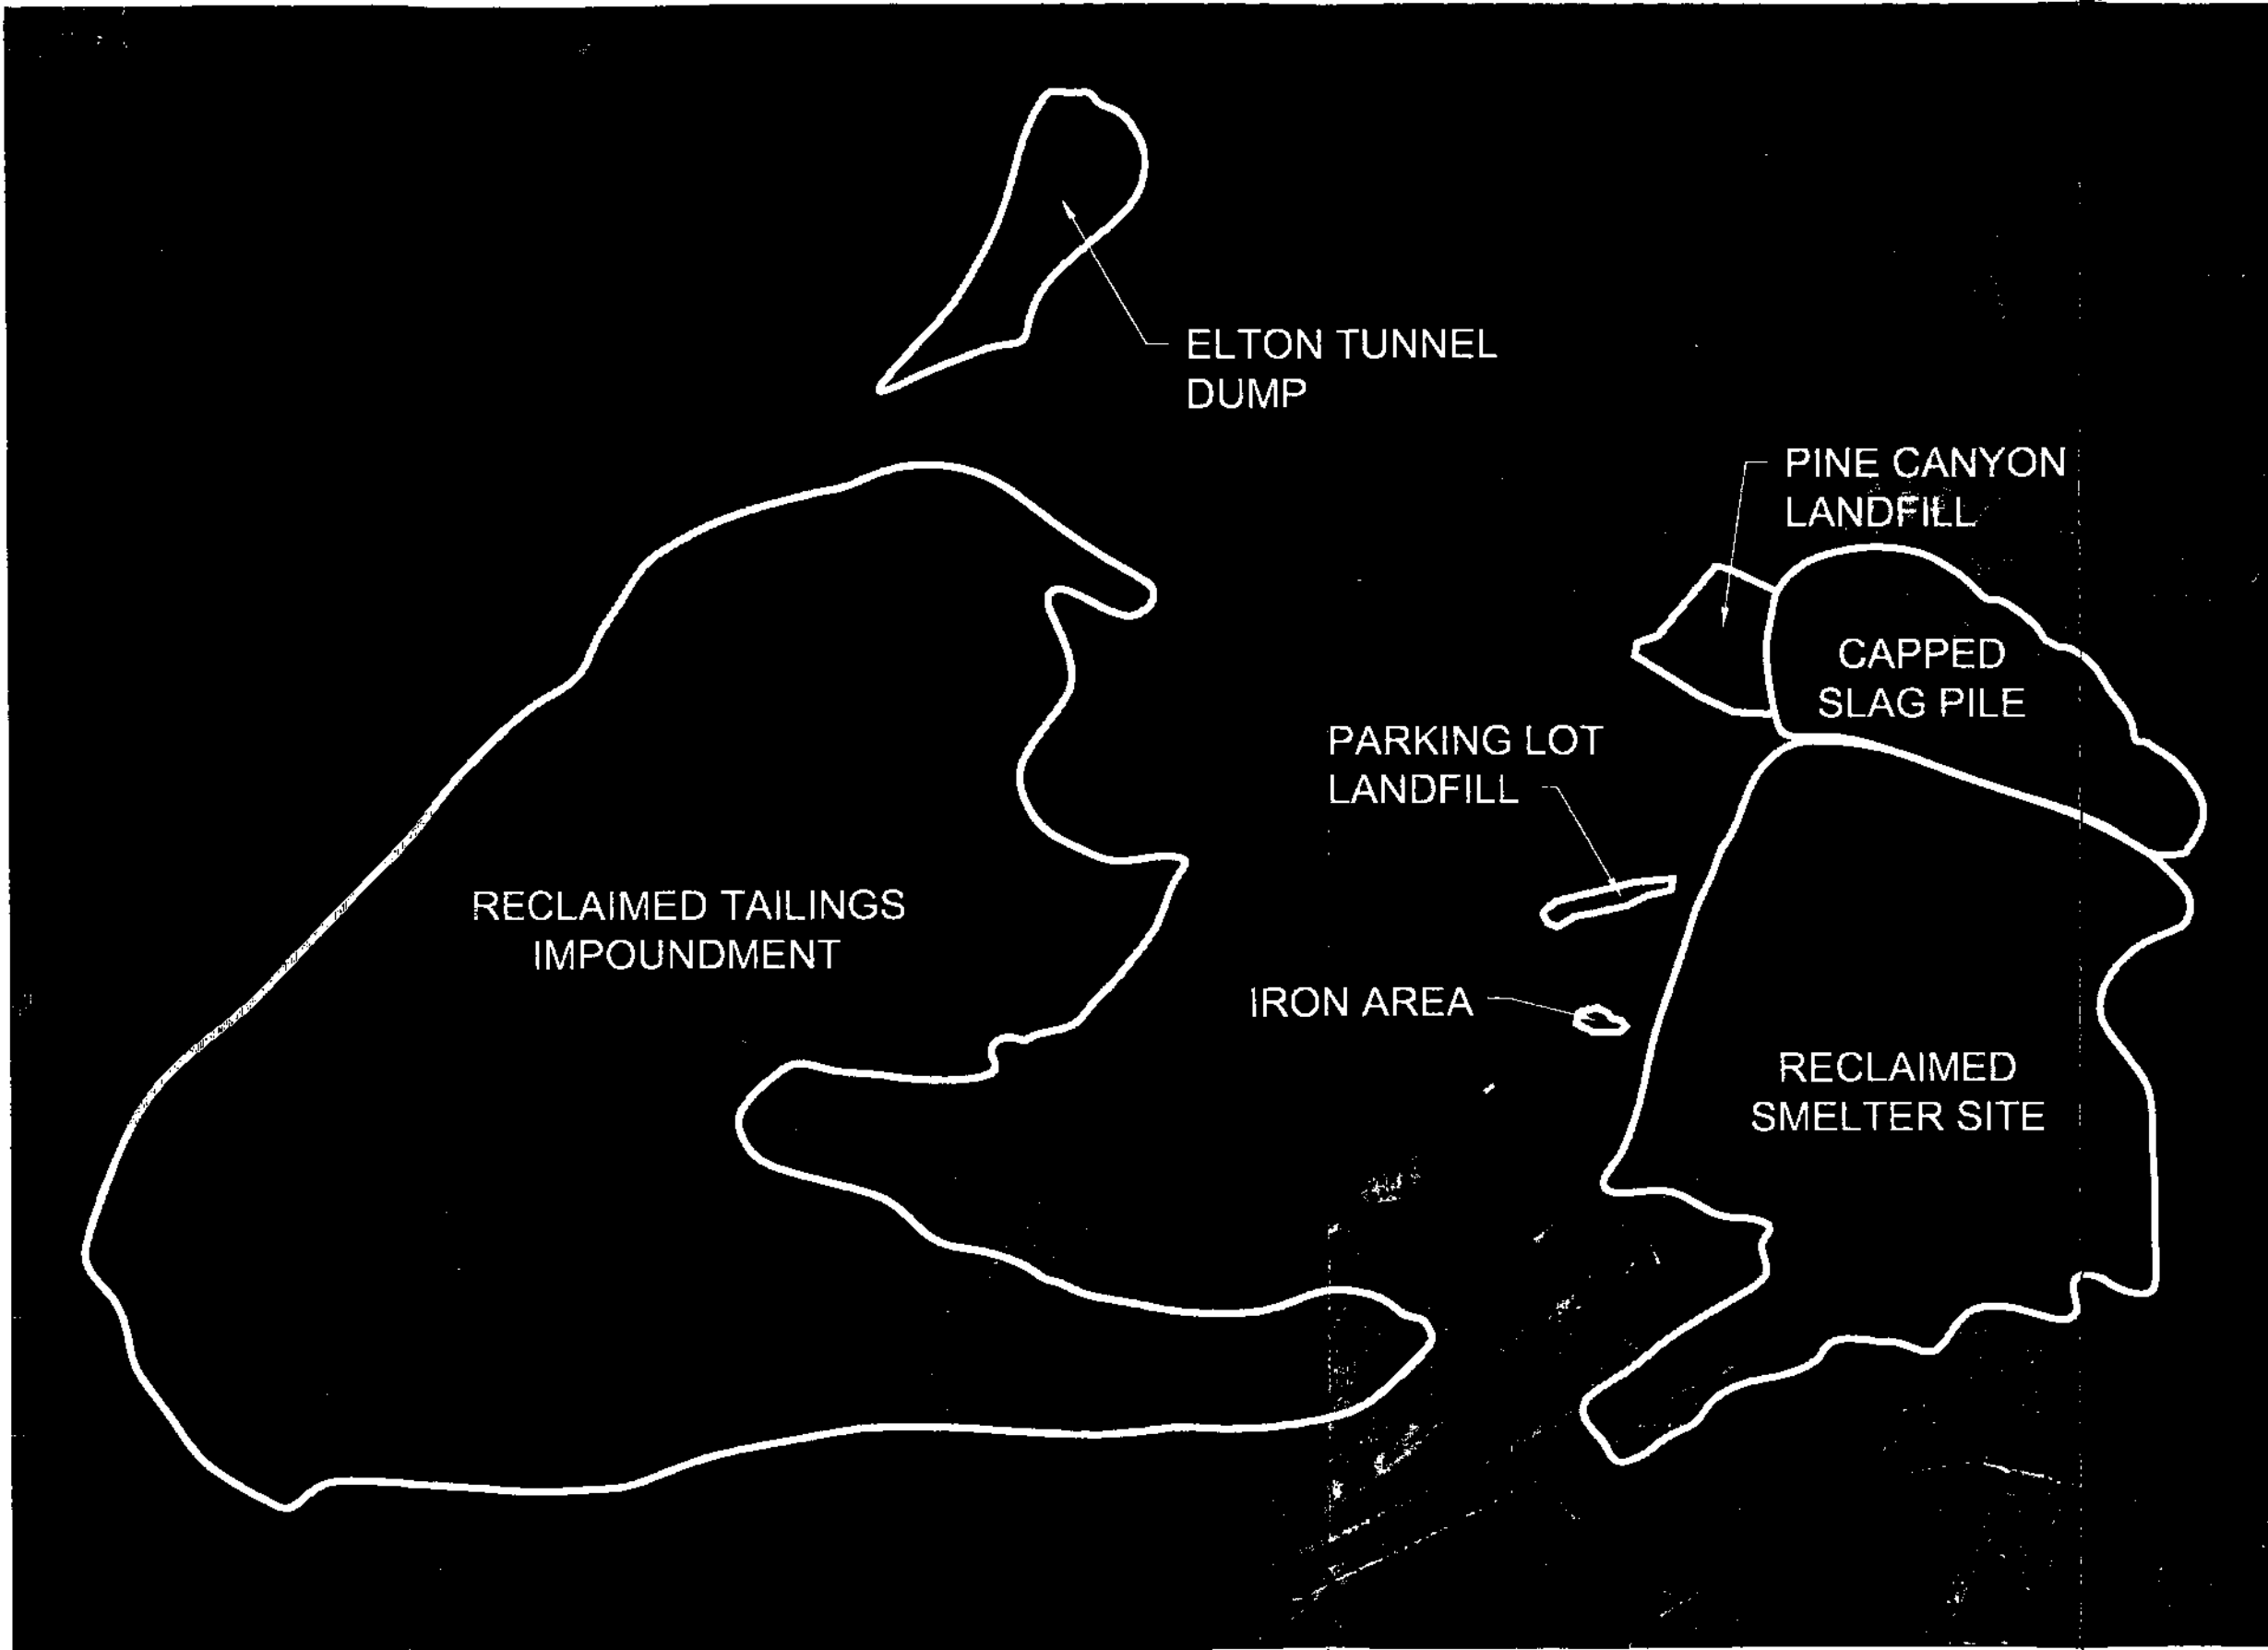 ELTON TUNNEL
DUMP
PINE CANYON
LANDFILL
CAPPED
SLAG PILE
PARKING LOT
LANDFILL
RECLAIMED TAILINGS
IMPOUNDMENT
IRON AREA
RECLAIMED
SMELTER SITE